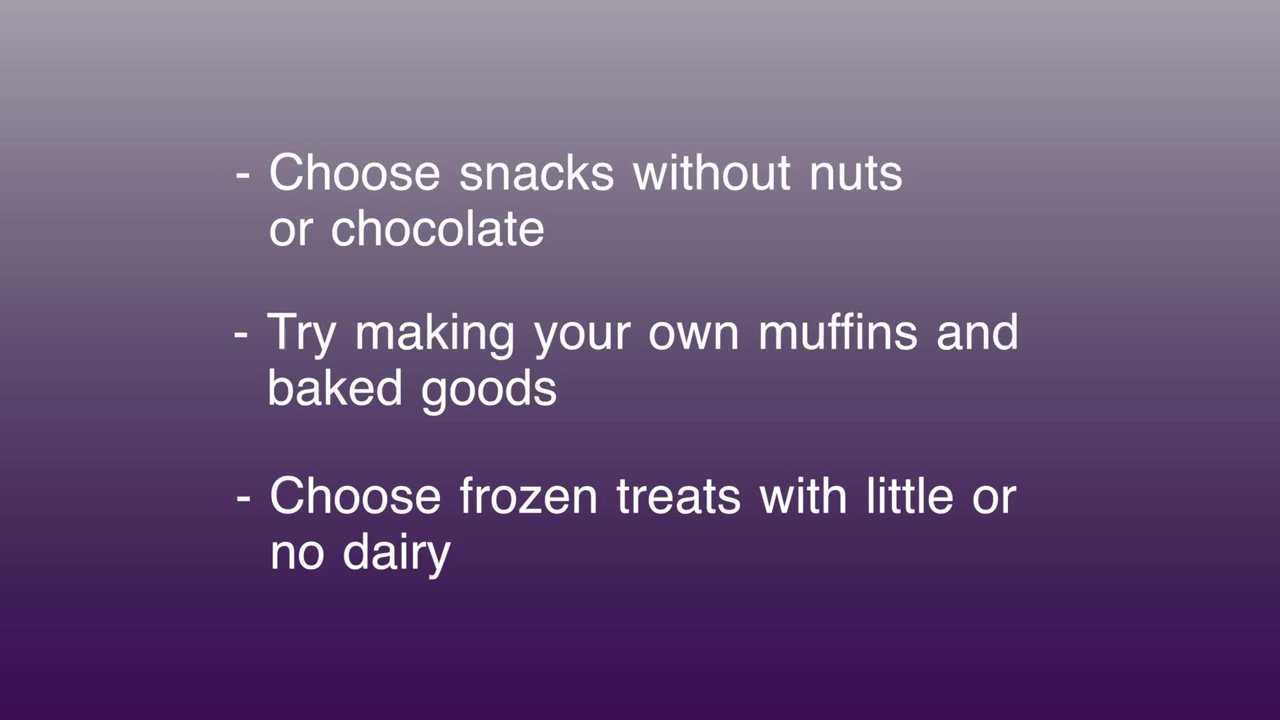 - Choose snacks without nuts
or chocolate
- Try making your own muffins and
baked goods
- Choose frozen treats with little or
no dairy